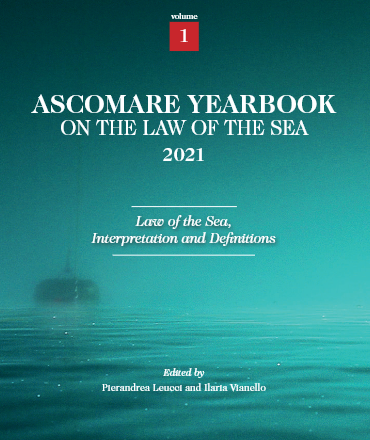 volume
1
ASCOMARE YEARBOOK
ON THE LAW OF THE SEA
2021
Law of the Sea,
Interpretation and Definitions
Edited by
Pierandrea Leucci and Ilaria Vianello